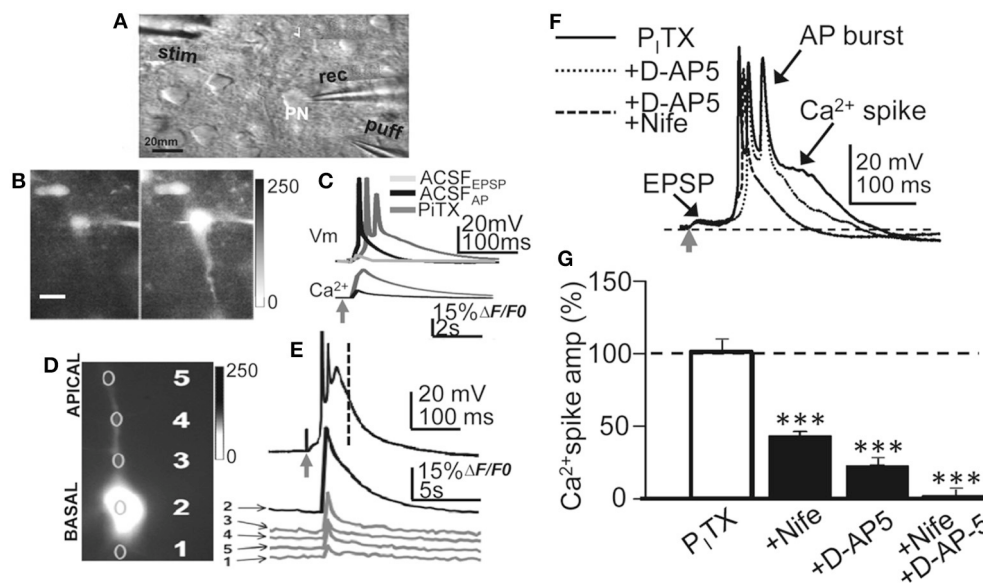 A
stim
rec
PN
puff
20mm
B
250
0
C
ACSF_EPSP
ACSF_AP
PiTX
Vm
20mV
100ms
Ca²⁺
15% ΔF/F0
2s
D
APICAL
BASAL
5
4
3
2
1
250
0
E
20 mV
100 ms
15% ΔF/F0
5s
2
3
4
5
1
F
PᵢTX
+D-AP5
+D-AP5
+Nife
AP burst
Ca²⁺ spike
EPSP
20 mV
100 ms
G
Ca²⁺spike amp (%)
150
100
50
0
***
***
***
PᵢTX
+Nife
+D-AP5
+Nife
+D-AP-5